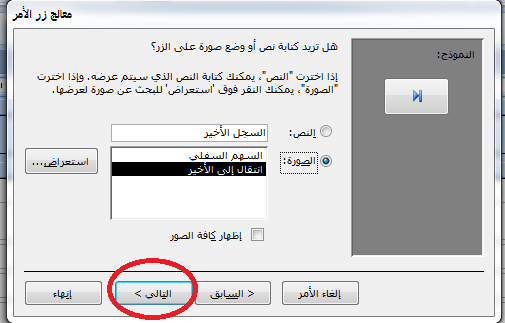 معالج زر الأمر
النموذج:
هل تريد كتابة نص أو وضع صورة على الزر؟
إذا اخترت "النص"، يمكنك كتابة النص الذي سيتم عرضه. وإذا اخترت
"الصورة"، يمكنك النقر فوق 'استعراض' للبحث عن صورة لعرضها.
النص: السجل الأخير
الصورة: السهم السفلي
انتقال إلى الأخير
استعراض...
إظهار كافة الصور
إلغاء الأمر
< السابق
التالي >
إنهاء